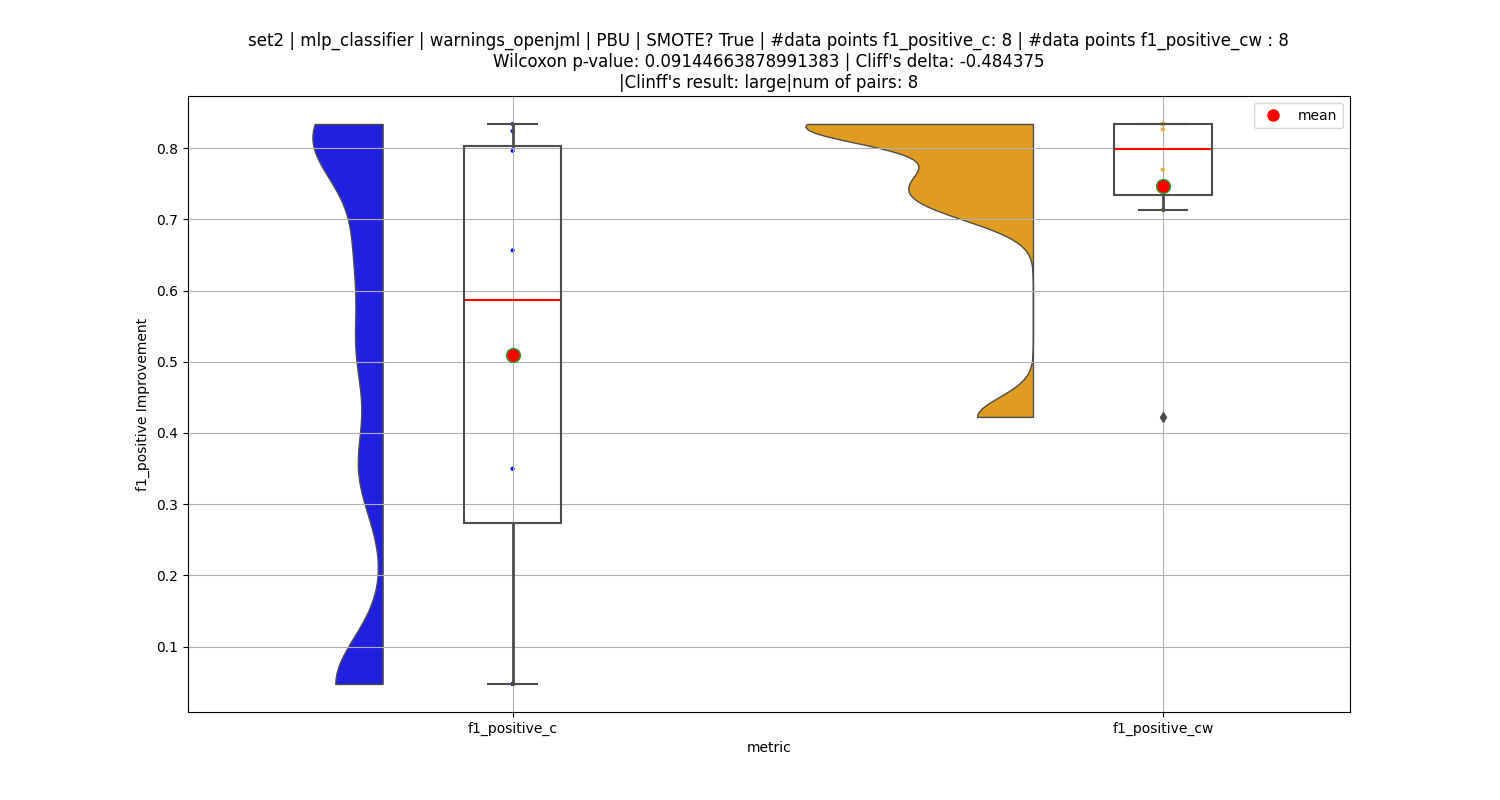 set2 | mlp_classifier | warnings_openjml | PBU | SMOTE? True | #data points f1_positive_c: 8 | #data points f1_positive_cw : 8
Wilcoxon p-value: 0.09144663878991383 | Cliff's delta: -0.484375
|Clinff's result: large|num of pairs: 8
mean
0.8
0.7
0.6
0.5
0.4
0.3
0.2
0.1
f1_positive Improvement
f1_positive_c
f1_positive_cw
metric